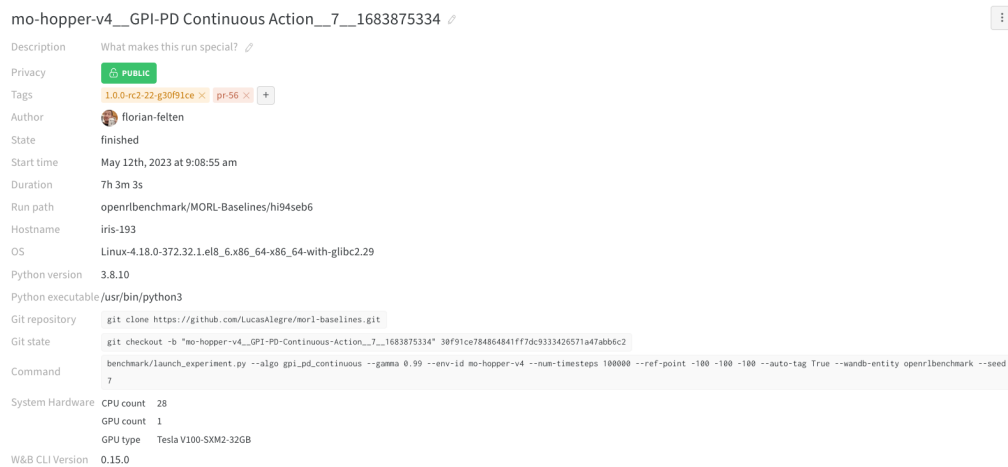 mo-hopper-v4__GPI-PD Continuous Action__7__1683875334
Description What makes this run special?
Privacy PUBLIC
Tags 1.0.0-rc2-22-g30f91ce × pr-56 × +
Author florian-felten
State finished
Start time May 12th, 2023 at 9:08:55 am
Duration 7h 3m 3s
Run path openrlbenchmark/MORL-Baselines/hi94seb6
Hostname iris-193
OS Linux-4.18.0-372.32.1.el8_6.x86_64-x86_64-with-glibc2.29
Python version 3.8.10
Python executable /usr/bin/python3
Git repository git clone https://github.com/LucasAlegre/morl-baselines.git
Git state git checkout -b "mo-hopper-v4__GPI-PD-Continuous-Action__7__1683875334" 30f91ce784864841ff7dc9333426571a47abb6c2
Command benchmark/launch_experiment.py --algo gpi_pd_continuous --gamma 0.99 --env-id mo-hopper-v4 --num-timesteps 100000 --ref-point -100 -100 -100 --auto-tag True --wandb-entity openrlbenchmark --seed
7
System Hardware CPU count 28
GPU count 1
GPU type Tesla V100-SXM2-32GB
W&B CLI Version 0.15.0